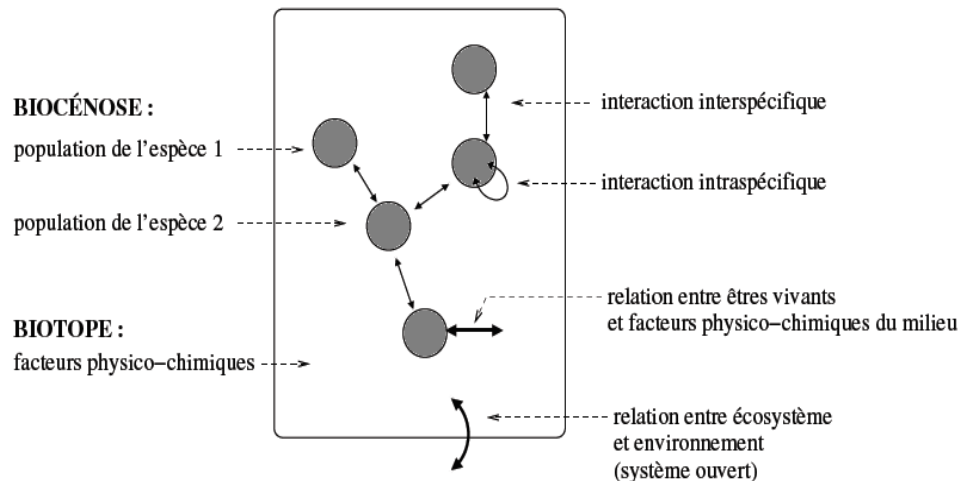 BIOCÉNOSE :
population de l'espèce 1
population de l'espèce 2
BIOTOPE :
facteurs physico-chimiques
interaction interspécifique
interaction intraspécifique
relation entre êtres vivants
et facteurs physico-chimiques du milieu
relation entre écosystème
et environnement
(système ouvert)